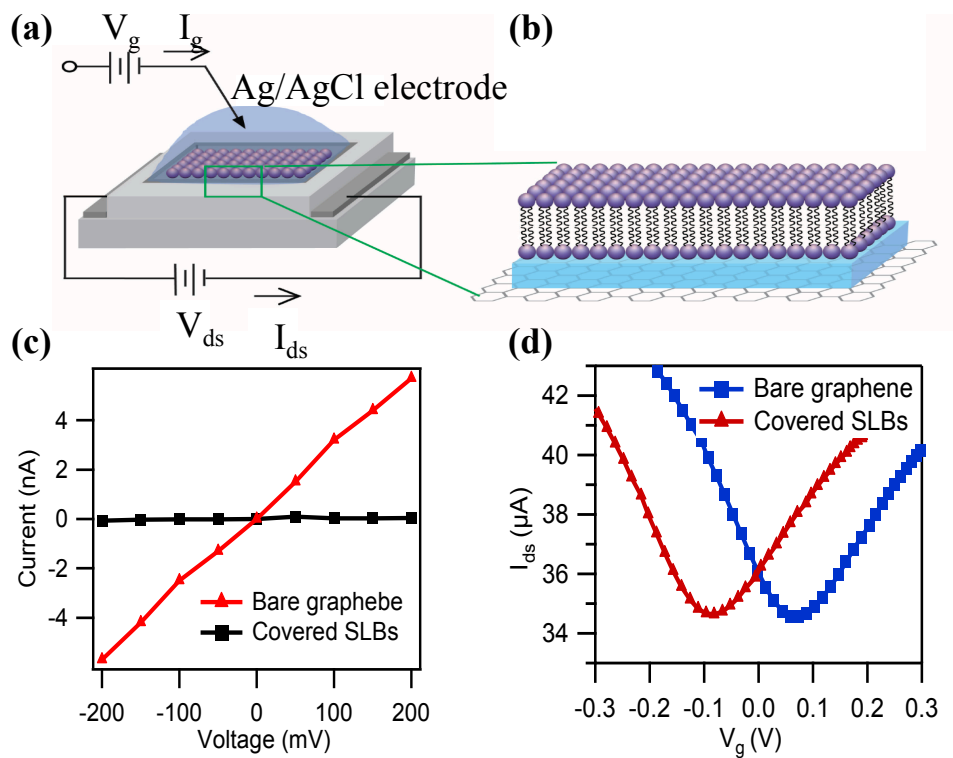 (a)
V_g
I_g
Ag/AgCl electrode
V_ds
I_ds
(b)
(c)
Current (nA)
4
2
0
-2
-4
Bare graphebe
Covered SLBs
-200
-100
0
100
200
Voltage (mV)
(d)
I_ds (µA)
42
40
38
36
34
Bare graphene
Covered SLBs
-0.3
-0.2
-0.1
0.0
0.1
0.2
0.3
V_g (V)